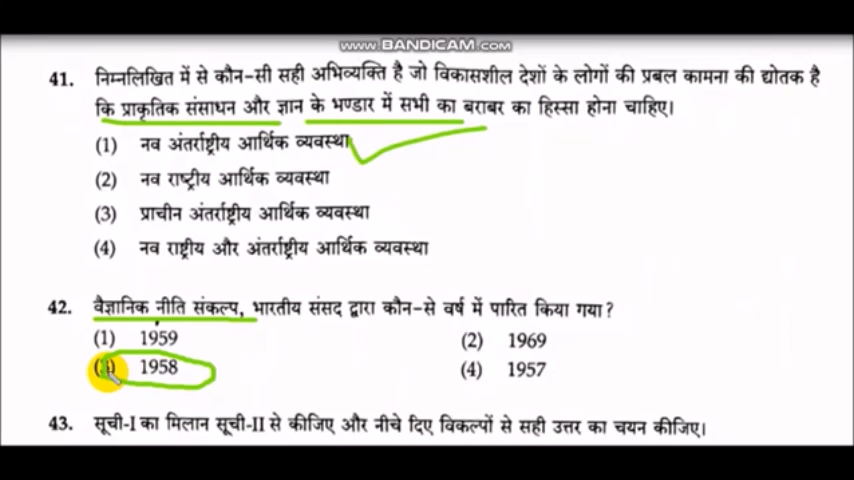 www.BANDICAM.com
41. निम्नलिखित में से कौन-सी सही अभिव्यक्ति है जो विकासशील देशों के लोगों की प्रबल कामना की द्योतक है
कि प्राकृतिक संसाधन और ज्ञान के भण्डार में सभी का बराबर का हिस्सा होना चाहिए।
(1) नव अंतर्राष्ट्रीय आर्थिक व्यवस्था
(2) नव राष्ट्रीय आर्थिक व्यवस्था
(3) प्राचीन अंतर्राष्ट्रीय आर्थिक व्यवस्था
(4) नव राष्ट्रीय और अंतर्राष्ट्रीय आर्थिक व्यवस्था
42. वैज्ञानिक नीति संकल्प, भारतीय संसद द्वारा कौन-से वर्ष में पारित किया गया?
(1) 1959 (2) 1969
(3) 1958 (4) 1957
43. सूची-I का मिलान सूची-II से कीजिए और नीचे दिए विकल्पों से सही उत्तर का चयन कीजिए।